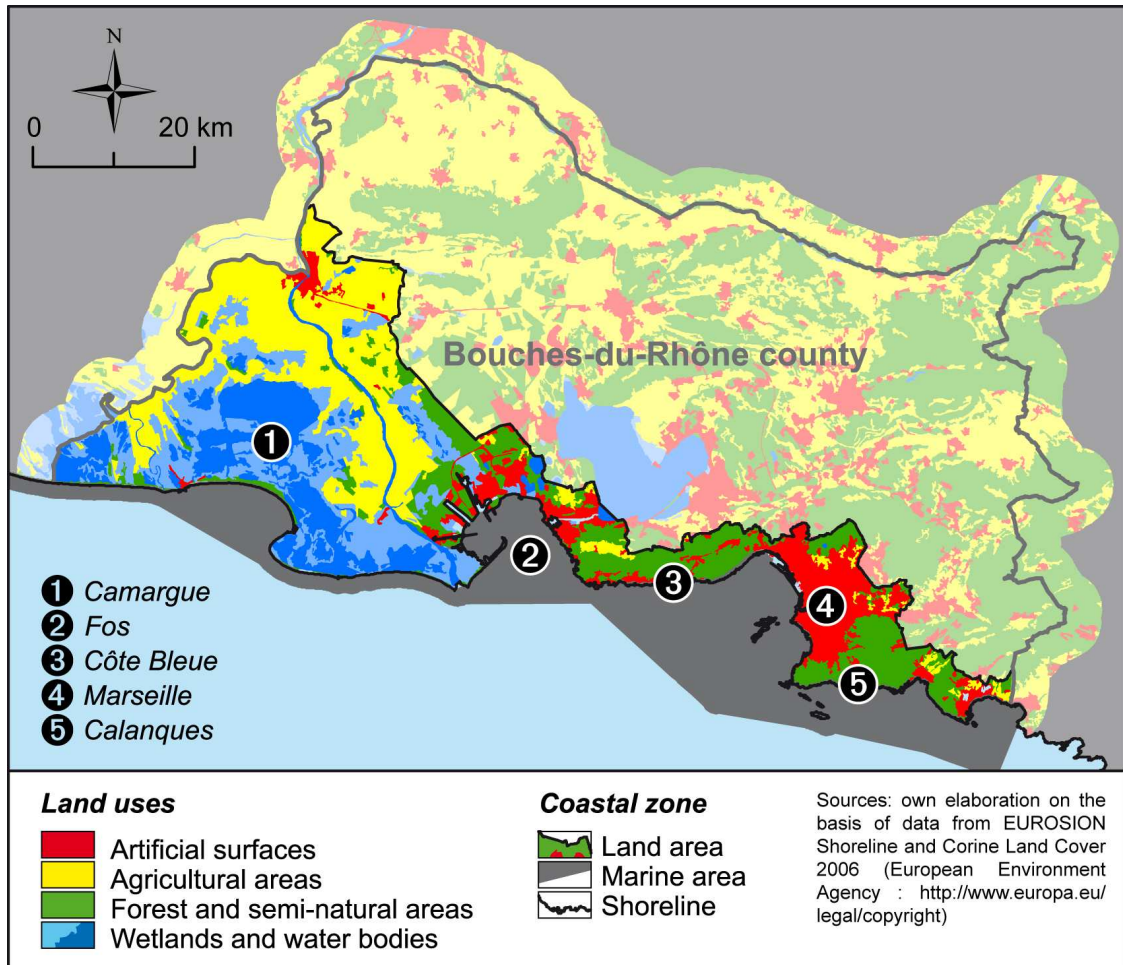 N
0 20 km
Bouches-du-Rhône county
1
2
3
4
5
1 Camargue
2 Fos
3 Côte Bleue
4 Marseille
5 Calanques
Land uses
Artificial surfaces
Agricultural areas
Forest and semi-natural areas
Wetlands and water bodies
Coastal zone
Land area
Marine area
Shoreline
Sources: own elaboration on the
basis of data from EUROSION
Shoreline and Corine Land Cover
2006 (European Environment
Agency : http://www.europa.eu/
legal/copyright)